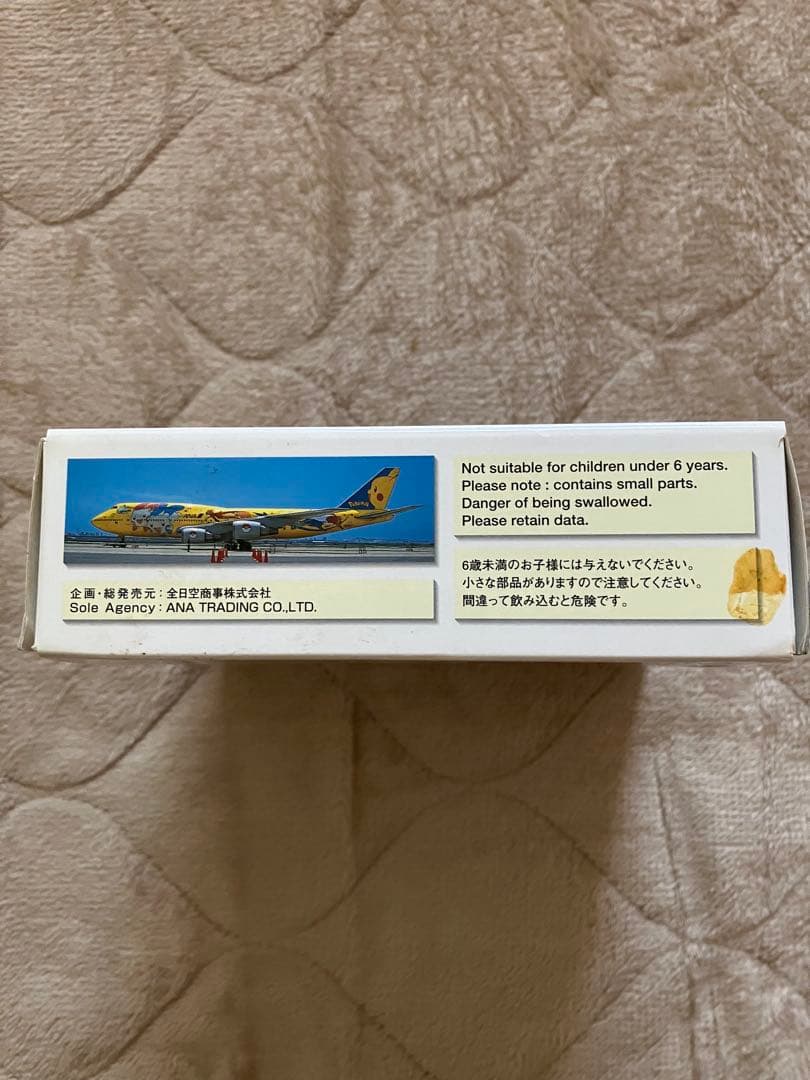 企画・総発売元：全日空商事株式会社
Sole Agency : ANA TRADING CO.,LTD.
Not suitable for children under 6 years.
Please note : contains small parts.
Danger of being swallowed.
Please retain data.
6歳未満のお子様には与えないでください。
小さな部品がありますので注意してください。
間違って飲み込むと危険です。